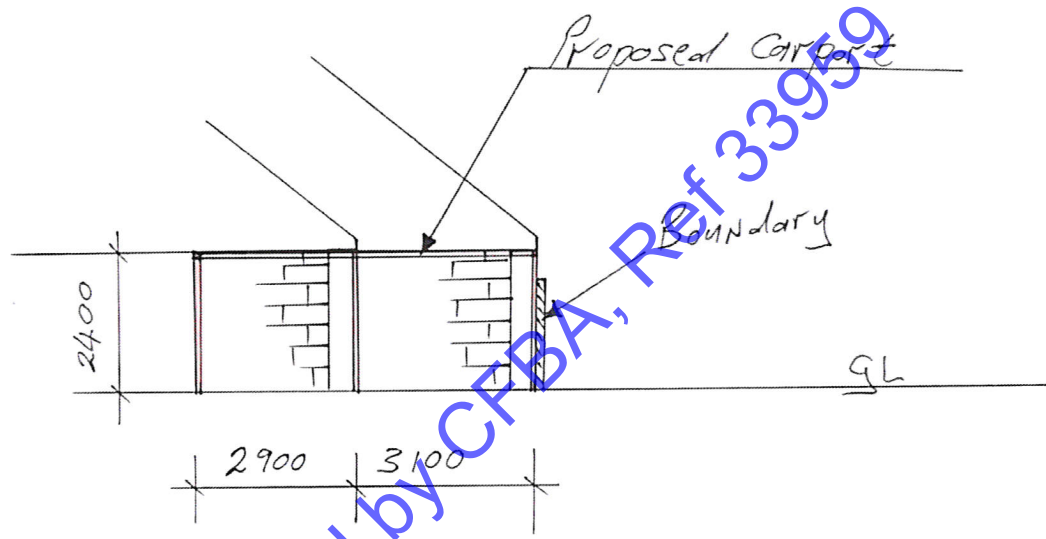 Proposed Carport
Boundary
2400
GL
2900
3100
by CFBA, Ref 33959